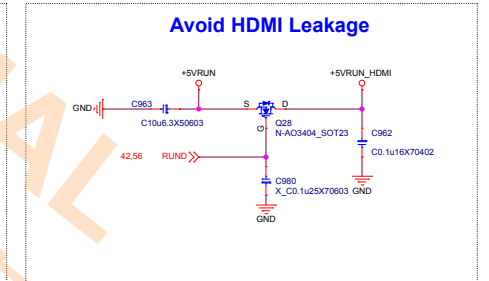 Avoid HDMI Leakage
+5VRUN
+5VRUN_HDMI
GND
C963
C10u6.3X50603
S
D
G
Q28
N-AO3404_SOT23
C962
C0.1u16X70402
42,56
RUND
C980
X_C0.1u25X70603
GND
GND